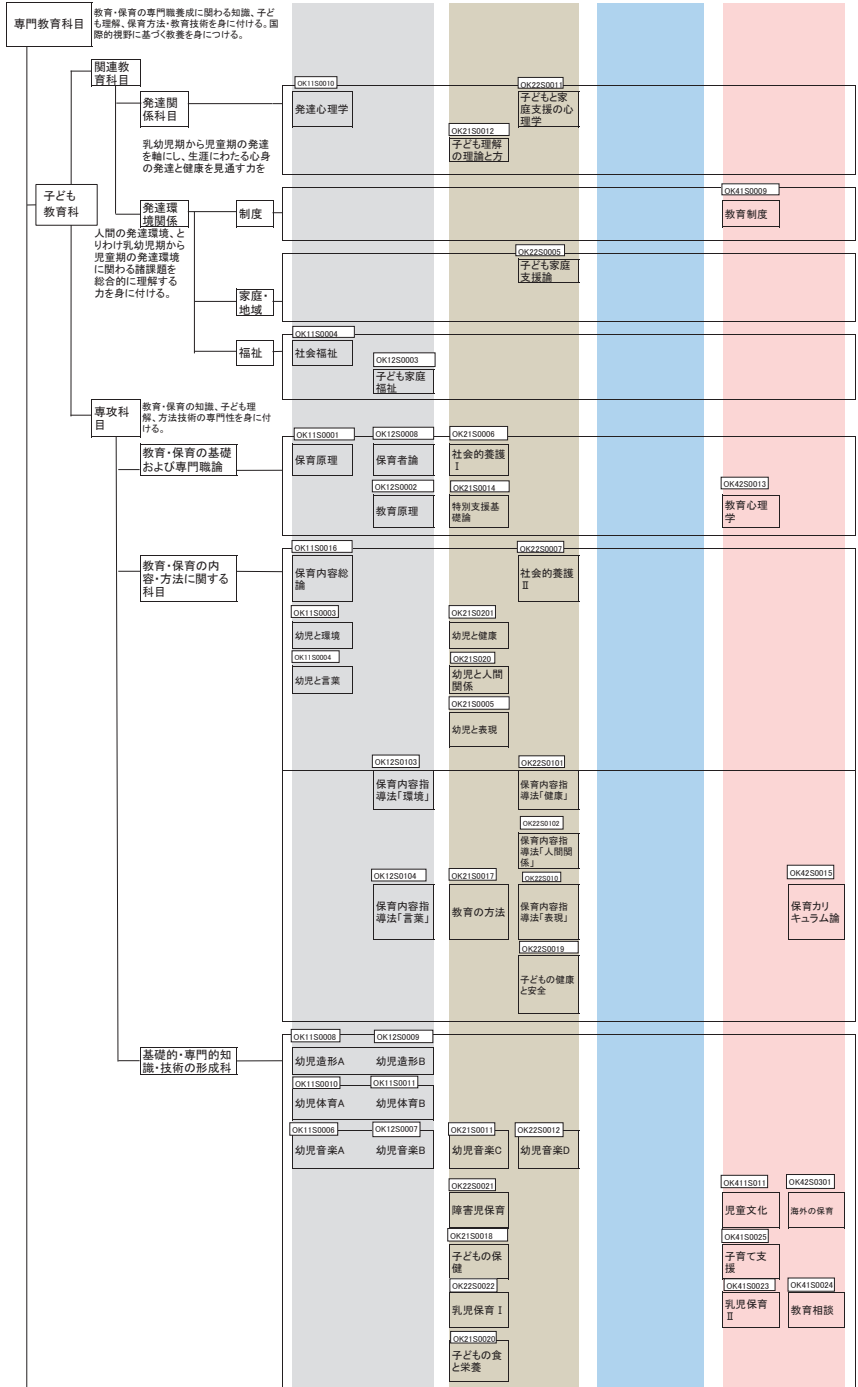 専門教育科目
教育・保育の専門職養成に関わる知識、子ど
も理解、保育方法・教育技術を身に付ける。国
際的視野に基づく教養を身につける。
関連教
育科目
発達関
係科目
乳幼児期から児童期の発達
を軸にし、生涯にわたる心身
の発達と健康を見通す力を
OK11S0010
発達心理学
OK21S0012
子ども理解
の理論と方
OK22S0011
子どもと家
庭支援の心
理学
子ども
教育科
発達環
境関係
人間の発達環境、と
りわけ乳幼児期から
児童期の発達環境
に関わる諸課題を
総合的に理解する
力を身に付ける。
制度
OK41S0009
教育制度
家庭・
地域
OK22S0005
子ども家庭
支援論
福祉
OK11S0004
社会福祉
OK12S0003
子ども家庭
福祉
専攻科
目
教育・保育の知識、子ども理
解、方法技術の専門性を身に付
ける。
教育・保育の基礎
および専門職論
OK11S0001
保育原理
OK12S0008
保育者論
OK21S0006
社会的養護
Ⅰ
OK12S0002
教育原理
OK21S0014
特別支援基
礎論
OK42S0013
教育心理
学
教育・保育の内
容・方法に関する
科目
OK11S0016
保育内容総
論
OK22S0007
社会的養護
Ⅱ
OK11S0003
幼児と環境
OK21S0201
幼児と健康
OK11S0004
幼児と言葉
OK21S020
幼児と人間
関係
OK21S0005
幼児と表現
OK12S0103
保育内容指
導法「環境」
OK22S0101
保育内容指
導法「健康」
OK22S0102
保育内容指
導法「人間関
係」
OK12S0104
保育内容指
導法「言葉」
OK21S0017
教育の方法
OK22S010
保育内容指
導法「表現」
OK42S0015
保育カリ
キュラム論
OK22S0019
子どもの健康
と安全
基礎的・専門的知
識・技術の形成科
OK11S0008
幼児造形A
OK12S0009
幼児造形B
OK11S0010
幼児体育A
OK11S0011
幼児体育B
OK11S0006
幼児音楽A
OK12S0007
幼児音楽B
OK21S0011
幼児音楽C
OK22S0012
幼児音楽D
OK22S0021
障害児保育
OK411S011
児童文化
OK42S0301
海外の保育
OK21S0018
子どもの保
健
OK41S0025
子育て支
援
OK22S0022
乳児保育Ⅰ
OK41S0023
乳児保育
Ⅱ
OK41S0024
教育相談
OK21S0020
子どもの食
と栄養